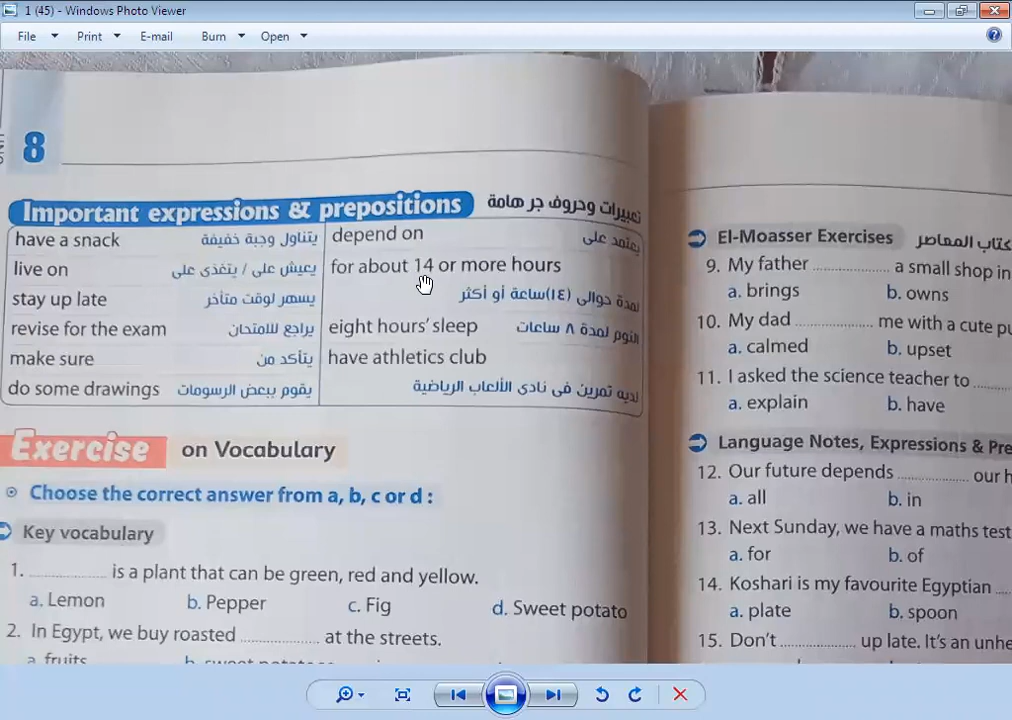 1 (45) - Windows Photo Viewer
File Print E-mail Burn Open
8
Important expressions & prepositions تعبيرات وحروف جر هامة
have a snack يتناول وجبة خفيفة
live on يعيش على / يتغذى على
stay up late يسهر لوقت متأخر
revise for the exam يراجع للامتحان
make sure يتأكد من
do some drawings يقوم ببعض الرسومات
depend on يعتمد على
for about 14 or more hours
لمدة حوالى (١٤)ساعة أو أكثر
eight hours' sleep النوم لمدة ٨ ساعات
have athletics club
لديه تمرين فى نادى الألعاب الرياضية
Exercise on Vocabulary
Choose the correct answer from a, b, c or d :
Key vocabulary
1. .................. is a plant that can be green, red and yellow.
a. Lemon b. Pepper c. Fig d. Sweet potato
2. In Egypt, we buy roasted .................. at the streets.
a. fruits b. sweet potatoes
El-Moasser Exercises كتاب المعاصر
9. My father .................. a small shop in
a. brings b. owns
10. My dad .................. me with a cute
a. calmed b. upset
11. I asked the science teacher to ........
a. explain b. have
Language Notes, Expressions &
12. Our future depends .................. our
a. all b. in
13. Next Sunday, we have a maths test
a. for b. of
14. Koshari is my favourite Egyptian ....
a. plate b. spoon
15. Don't .................. up late. It's an